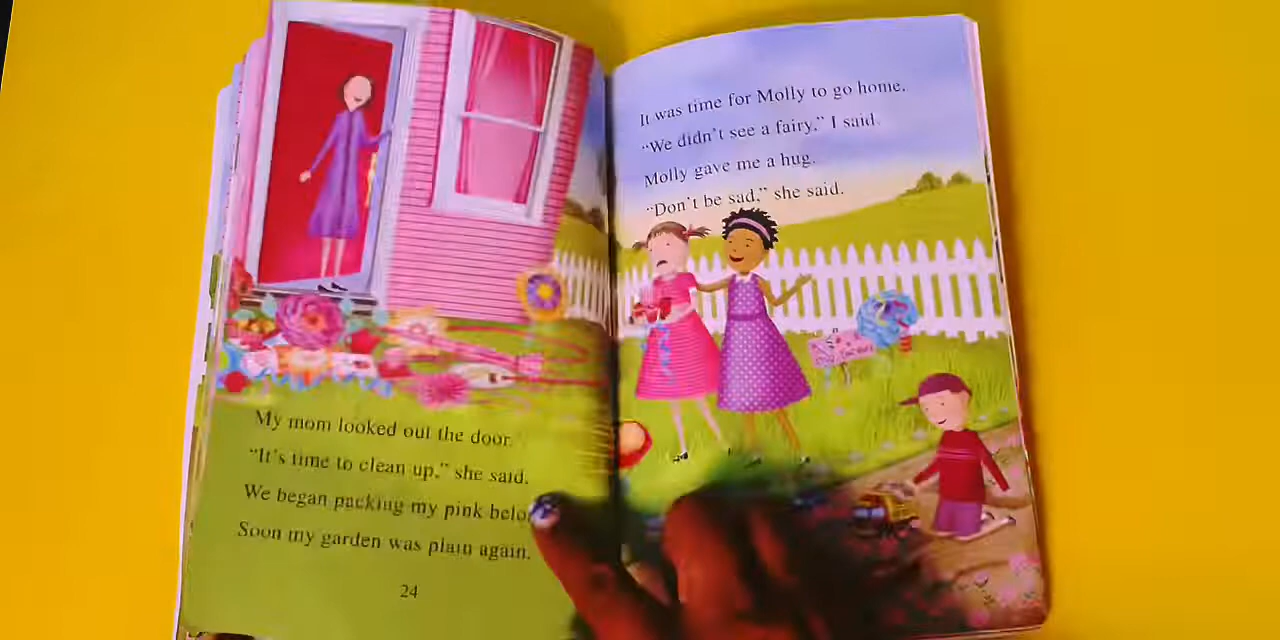 My mom looked out the door.
"It's time to clean up," she said.
We began packing my pink
Soon my garden was plain again.
24
It was time for Molly to go home.
"We didn't see a fairy," I said.
Molly gave me a hug.
"Don't be sad," she said.